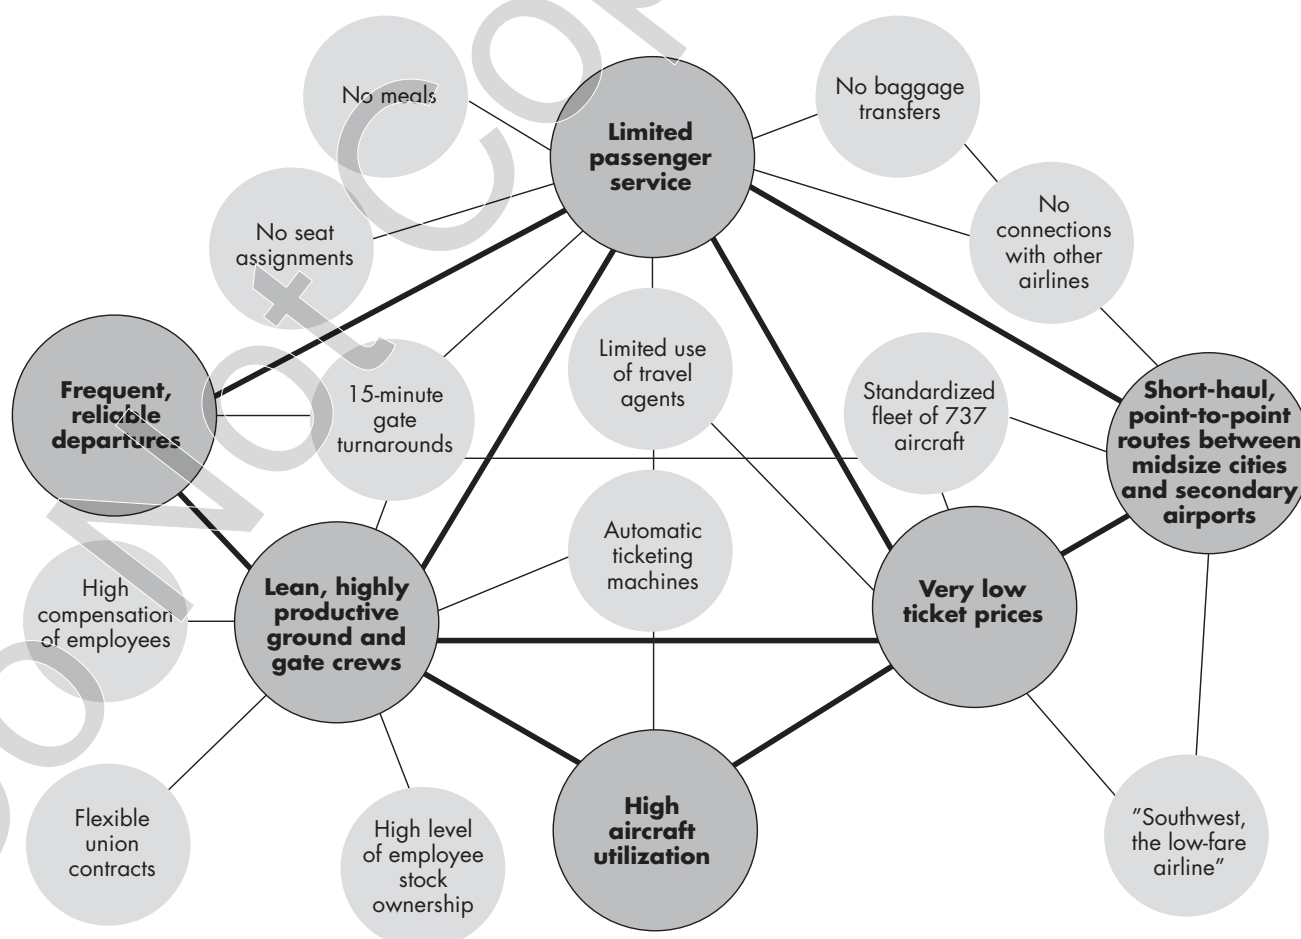 No meals
No baggage
transfers
Limited
passenger
service
No seat
assignments
No
connections
with other
airlines
Frequent,
reliable
departures
15-minute
gate
turnarounds
Limited use
of travel
agents
Standardized
fleet of 737
aircraft
Short-haul,
point-to-point
routes between
midsize cities
and secondary
airports
High
compensation
of employees
Lean, highly
productive
ground and
gate crews
Automatic
ticketing
machines
Very low
ticket prices
Flexible
union
contracts
High level
of employee
stock
ownership
High
aircraft
utilization
"Southwest,
the low-fare
airline"
Do Not Cop